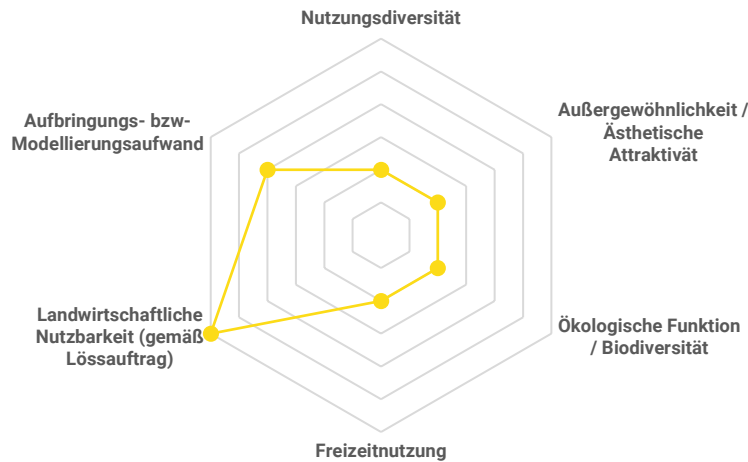 Nutzungsdiversität
Außergewöhnlichkeit /
Ästhetische
Attraktivät
Aufbringungs- bzw-
Modellierungsaufwand
Landwirtschaftliche
Nutzbarkeit (gemäß
Lössauftrag)
Ökologische Funktion
/ Biodiversität
Freizeitnutzung